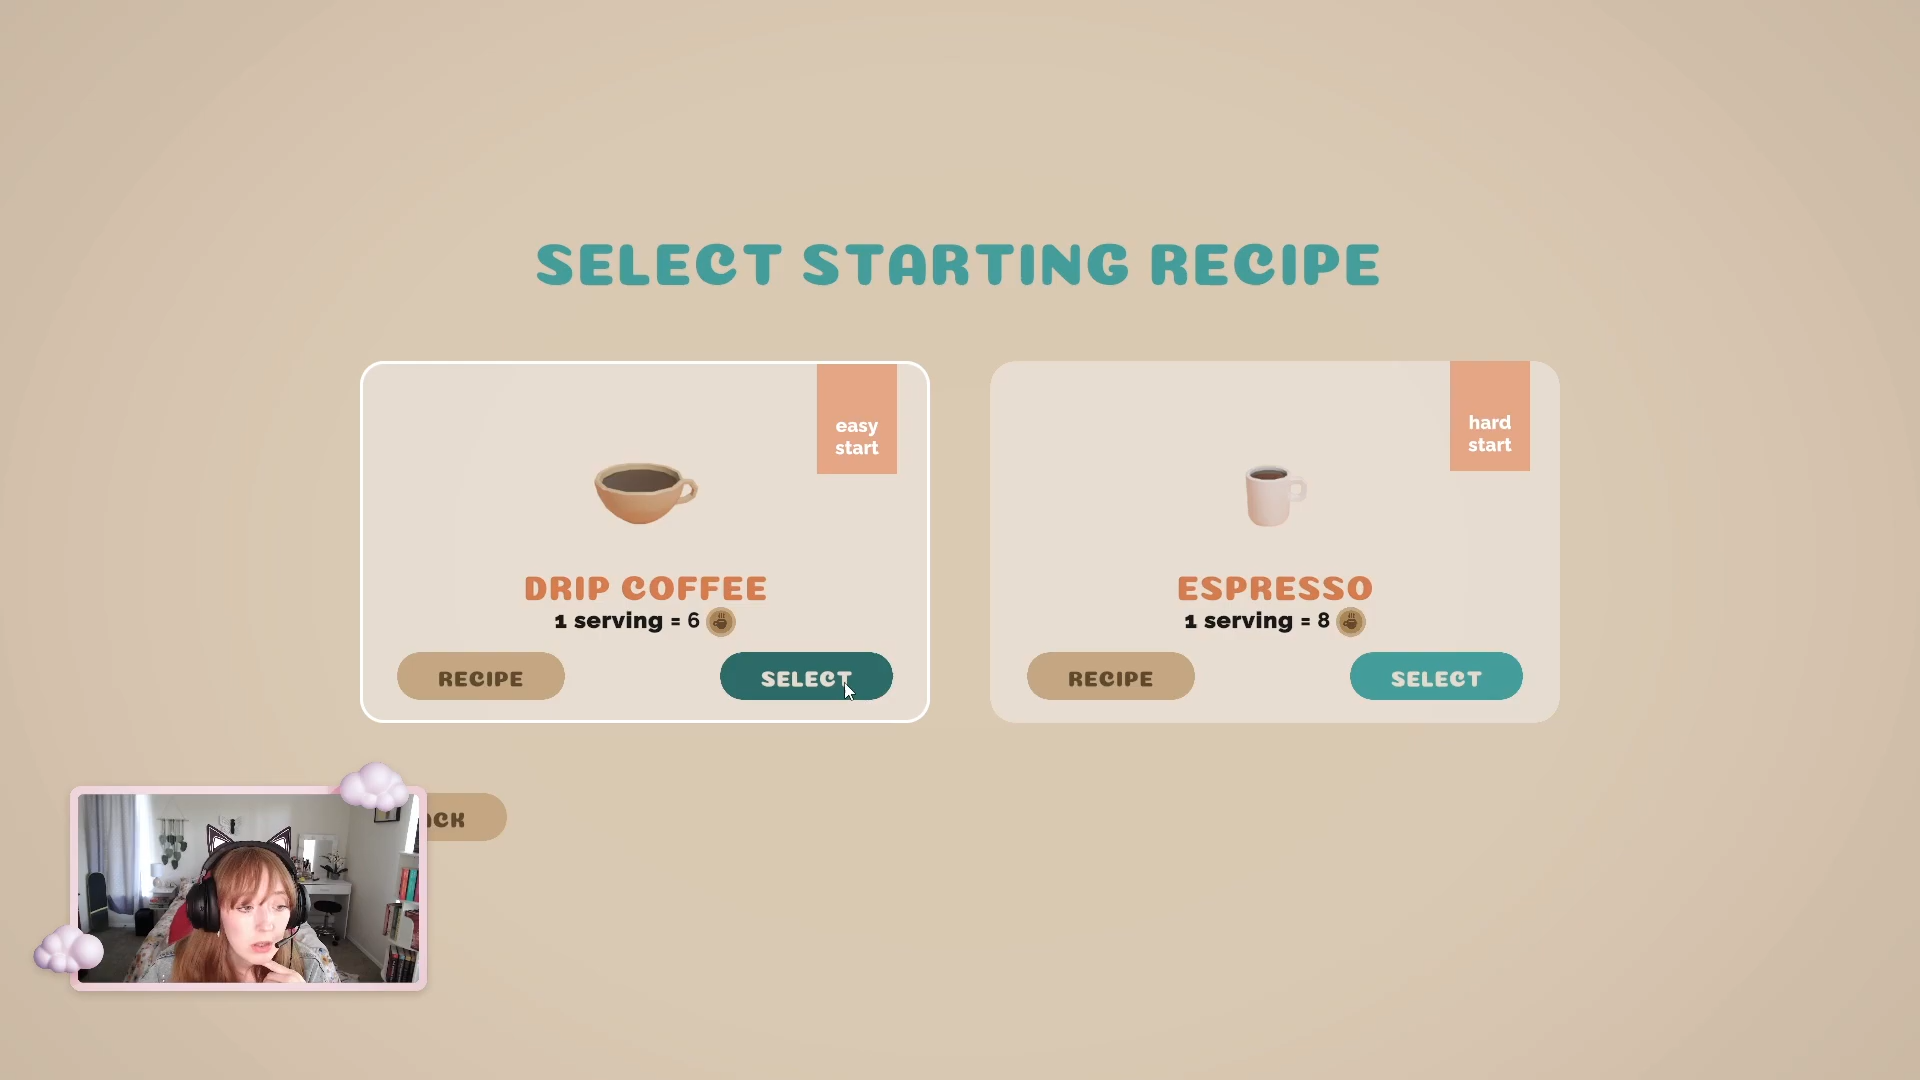 SELECT STARTING RECIPE
easy
start
DRIP COFFEE
1 serving = 6
RECIPE
SELECT
hard
start
ESPRESSO
1 serving = 8
RECIPE
SELECT